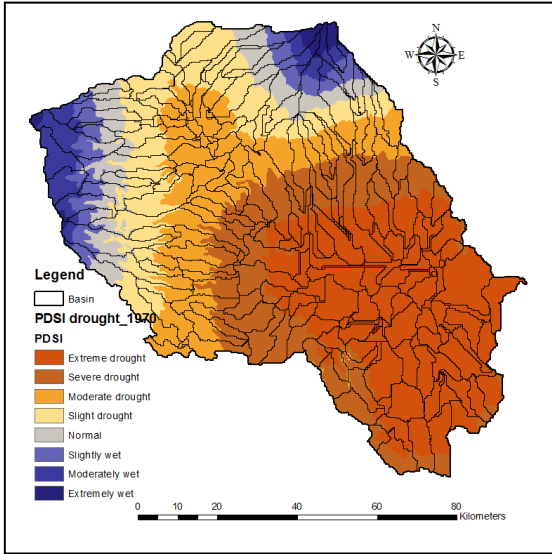 N
W E
S
Legend
Basin
PDSI drought_1970
PDSI
Extreme drought
Severe drought
Moderate drought
Slight drought
Normal
Slightly wet
Moderately wet
Extremely wet
0 10 20 40 60 80
Kilometers